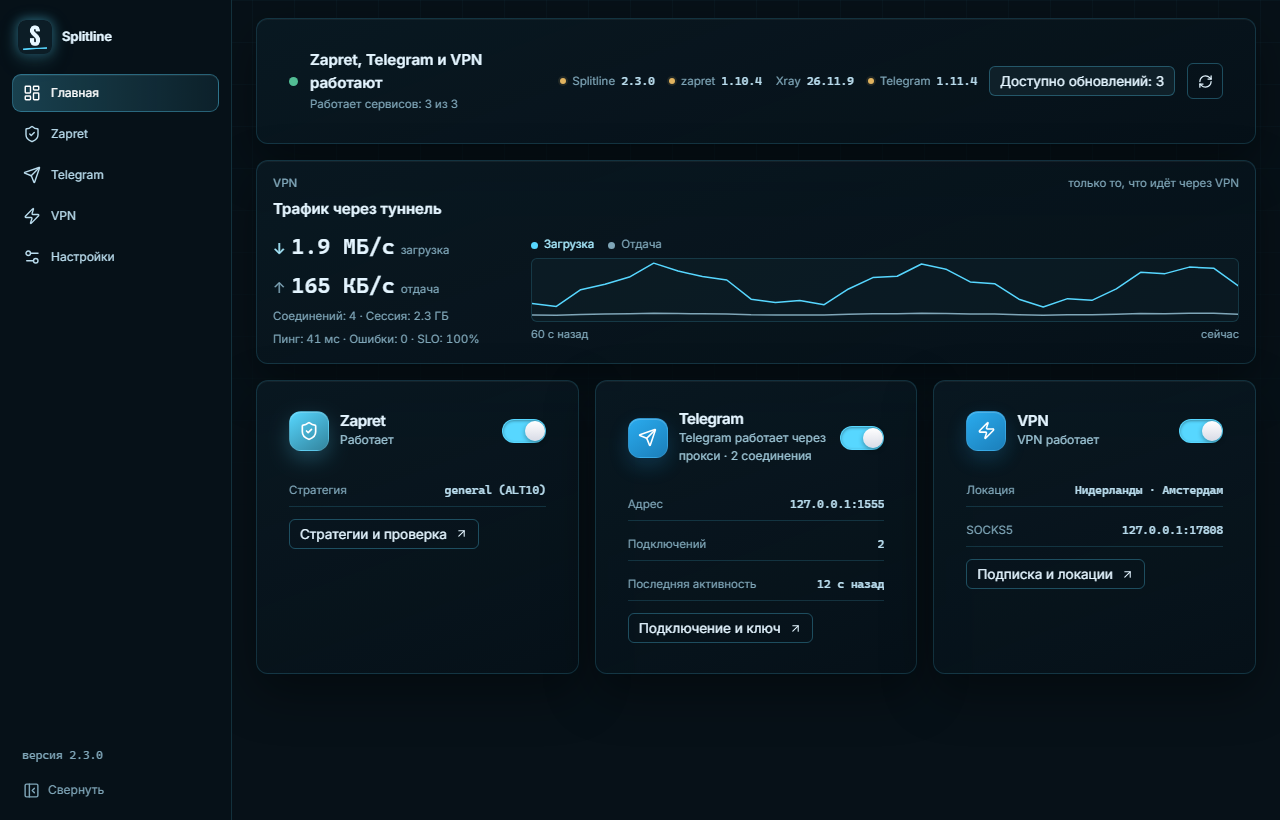 Splitline
Главная
Zapret
Telegram
VPN
Настройки
версия 2.3.0
Свернуть
Zapret, Telegram и VPN
работают
Работает сервисов: 3 из 3
Splitline 2.3.0
zapret 1.10.4
Xray 26.11.9
Telegram 1.11.4
Доступно обновлений: 3
VPN
только то, что идёт через VPN
Трафик через туннель
1.9 МБ/с загрузка
165 КБ/с отдача
Соединений: 4 · Сессия: 2.3 ГБ
Пинг: 41 мс · Ошибки: 0 · SLO: 100%
Загрузка
Отдача
60 с назад
сейчас
Zapret
Работает
Стратегия general (ALT10)
Стратегии и проверка
Telegram
Telegram работает через
прокси · 2 соединения
Адрес 127.0.0.1:1555
Подключений 2
Последняя активность 12 с назад
Подключение и ключ
VPN
VPN работает
Локация Нидерланды · Амстердам
SOCKS5 127.0.0.1:17808
Подписка и локации